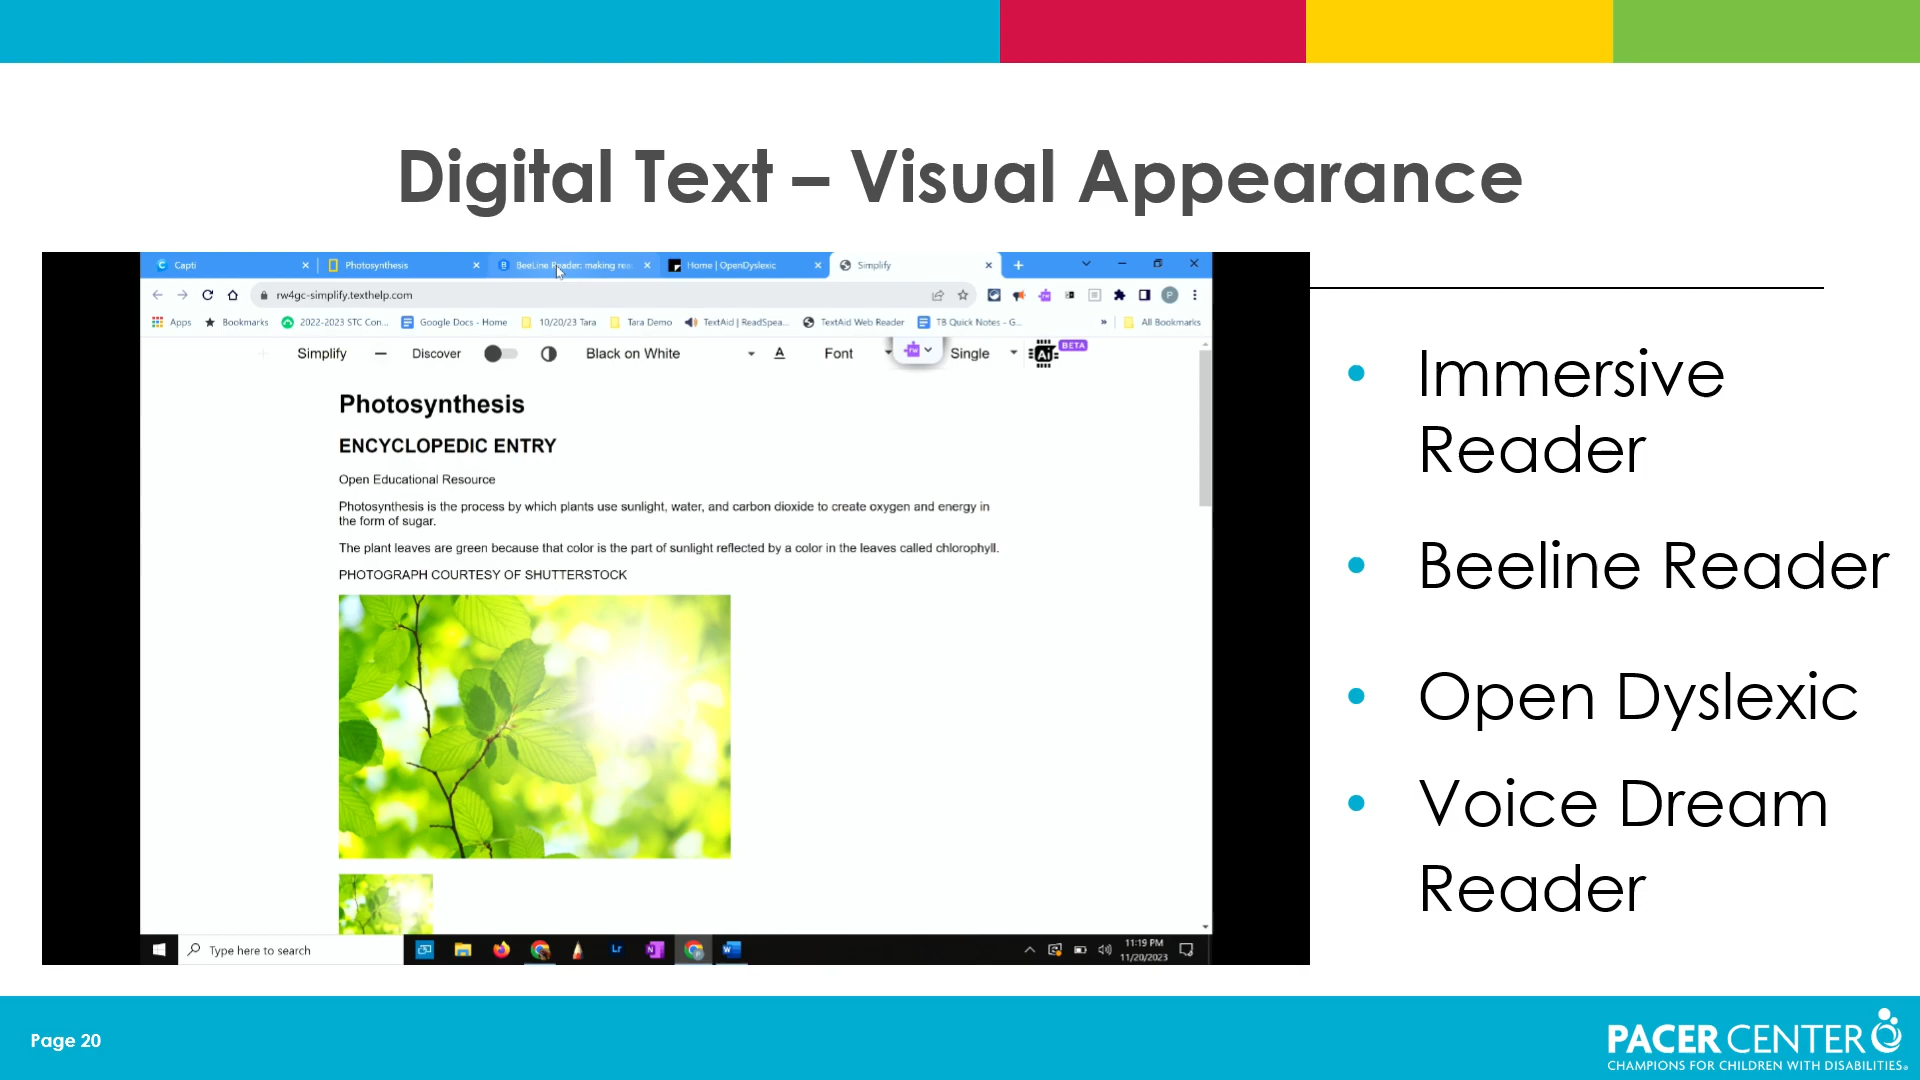 Digital Text – Visual Appearance
Capti
Photosynthesis
BeeLine Reader: making rea
Home | OpenDyslexic
Simplify
rw4gc-simplify.texthelp.com
Apps
Bookmarks
2022-2023 STC Con...
Google Docs - Home
10/20/23 Tara
Tara Demo
TextAid | ReadSpea...
TextAid Web Reader
TB Quick Notes - G...
»
All Bookmarks
Simplify
Discover
Black on White
A
Font
rw
Single
Ai
BETA
Photosynthesis
ENCYCLOPEDIC ENTRY
Open Educational Resource
Photosynthesis is the process by which plants use sunlight, water, and carbon dioxide to create oxygen and energy in
the form of sugar.
The plant leaves are green because that color is the part of sunlight reflected by a color in the leaves called chlorophyll.
PHOTOGRAPH COURTESY OF SHUTTERSTOCK
Type here to search
Lr
11:19 PM
11/20/2023
• Immersive
Reader
• Beeline Reader
• Open Dyslexic
• Voice Dream
Reader
Page 20
PACER CENTER
CHAMPIONS FOR CHILDREN WITH DISABILITIES®